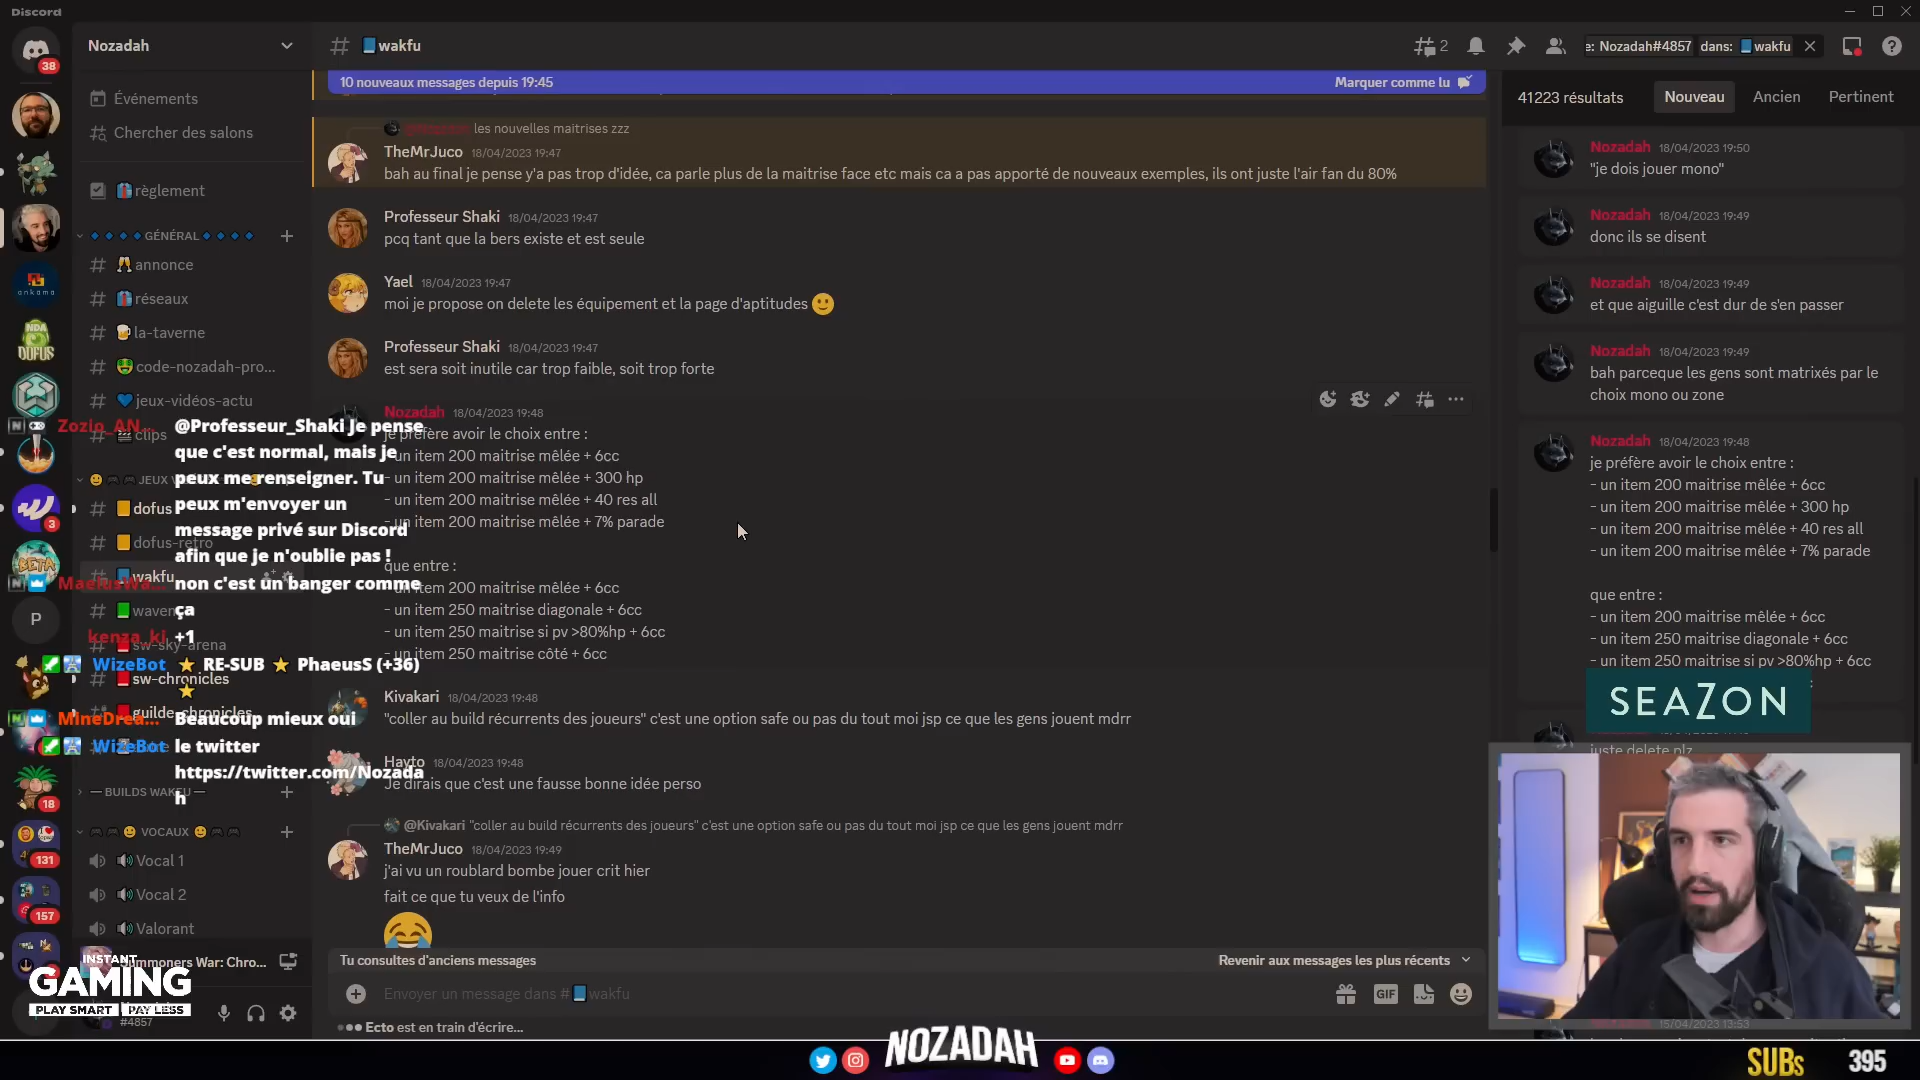 Discord
Nozadah
wakfu
2
e: Nozadah#4857 dans: wakfu
38
Événements
Chercher des salons
règlement
GÉNÉRAL
annonce
réseaux
la-taverne
code-nozadah-pro...
jeux-vidéos-actu
clips
JEUX V
dofus
dofus-retro
wakfu
waven
sw-sky-arena
sw-chronicles
guilde-chronicles
BUILDS WAKFU
VOCAUX
Vocal 1
Vocal 2
Valorant
Summoners War: Chro...
#4857
ankama
NDA
DOFUS
3
BETA
P
18
131
157
Zozio_AN...
@Professeur_Shaki Je pense
que c'est normal, mais je
peux me renseigner. Tu
peux m'envoyer un
message privé sur Discord
afin que je n'oublie pas !
MaelusWa...
non c'est un banger comme
ça
kenza_ki
+1
WizeBot RE-SUB PhaeusS (+36)
MineDrea...
Beaucoup mieux oui
WizeBot
le twitter
https://twitter.com/Nozada
h
INSTANT
GAMING
PLAY SMART PAY LESS
10 nouveaux messages depuis 19:45
Marquer comme lu
les nouvelles maitrises zzz
TheMrJuco 18/04/2023 19:47
bah au final je pense y'a pas trop d'idée, ca parle plus de la maitrise face etc mais ca a pas apporté de nouveaux exemples, ils ont juste l'air fan du 80%
Professeur Shaki 18/04/2023 19:47
pcq tant que la bers existe et est seule
Yael 18/04/2023 19:47
moi je propose on delete les équipement et la page d'aptitudes
Professeur Shaki 18/04/2023 19:47
est sera soit inutile car trop faible, soit trop forte
Nozadah 18/04/2023 19:48
je préfère avoir le choix entre :
- un item 200 maitrise mêlée + 6cc
- un item 200 maitrise mêlée + 300 hp
- un item 200 maitrise mêlée + 40 res all
- un item 200 maitrise mêlée + 7% parade
que entre :
- un item 200 maitrise mêlée + 6cc
- un item 250 maitrise diagonale + 6cc
- un item 250 maitrise si pv >80%hp + 6cc
- un item 250 maitrise côté + 6cc
Kivakari 18/04/2023 19:48
"coller au build récurrents des joueurs" c'est une option safe ou pas du tout moi jsp ce que les gens jouent mdrr
Hayto 18/04/2023 19:48
Je dirais que c'est une fausse bonne idée perso
@Kivakari "coller au build récurrents des joueurs" c'est une option safe ou pas du tout moi jsp ce que les gens jouent mdrr
TheMrJuco 18/04/2023 19:49
j'ai vu un roublard bombe jouer crit hier
fait ce que tu veux de l'info
Tu consultes d'anciens messages
Revenir aux messages les plus récents
Envoyer un message dans #wakfu
GIF
Ecto est en train d'écrire...
41223 résultats
Nouveau
Ancien
Pertinent
Nozadah 18/04/2023 19:50
"je dois jouer mono"
Nozadah 18/04/2023 19:49
donc ils se disent
Nozadah 18/04/2023 19:49
et que aiguille c'est dur de s'en passer
Nozadah 18/04/2023 19:49
bah parceque les gens sont matrixés par le
choix mono ou zone
Nozadah 18/04/2023 19:48
je préfère avoir le choix entre :
- un item 200 maitrise mêlée + 6cc
- un item 200 maitrise mêlée + 300 hp
- un item 200 maitrise mêlée + 40 res all
- un item 200 maitrise mêlée + 7% parade
que entre :
- un item 200 maitrise mêlée + 6cc
- un item 250 maitrise diagonale + 6cc
- un item 250 maitrise si pv >80%hp + 6cc
SEAZON
juste delete plz
15/04/2023 13:53
NOZADAH
SUBs 395